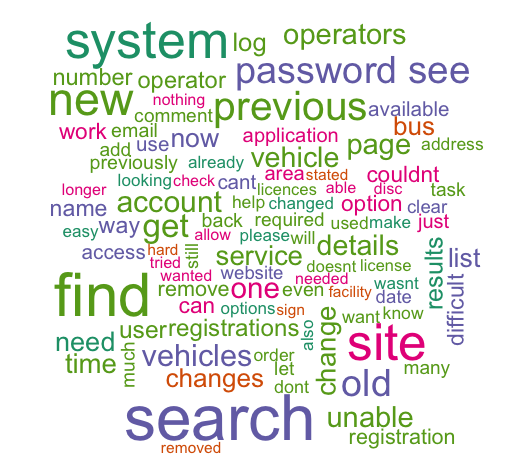 system log operators
number operator password see
new nothing comment previous available
work email application bus
add use now vehicle page address
previously already area stated couldnt
looking check cant licences able disc task
longer account help changed option
name way get back required used make just clear
easy hard allow still please will details
access tried service doesnt license results list
wanted website needed wasnt
find remove one even facility date difficult
can options sign want know
need user registrations also change site
time much vehicles order many
changes let dont old
search unable
removed registration